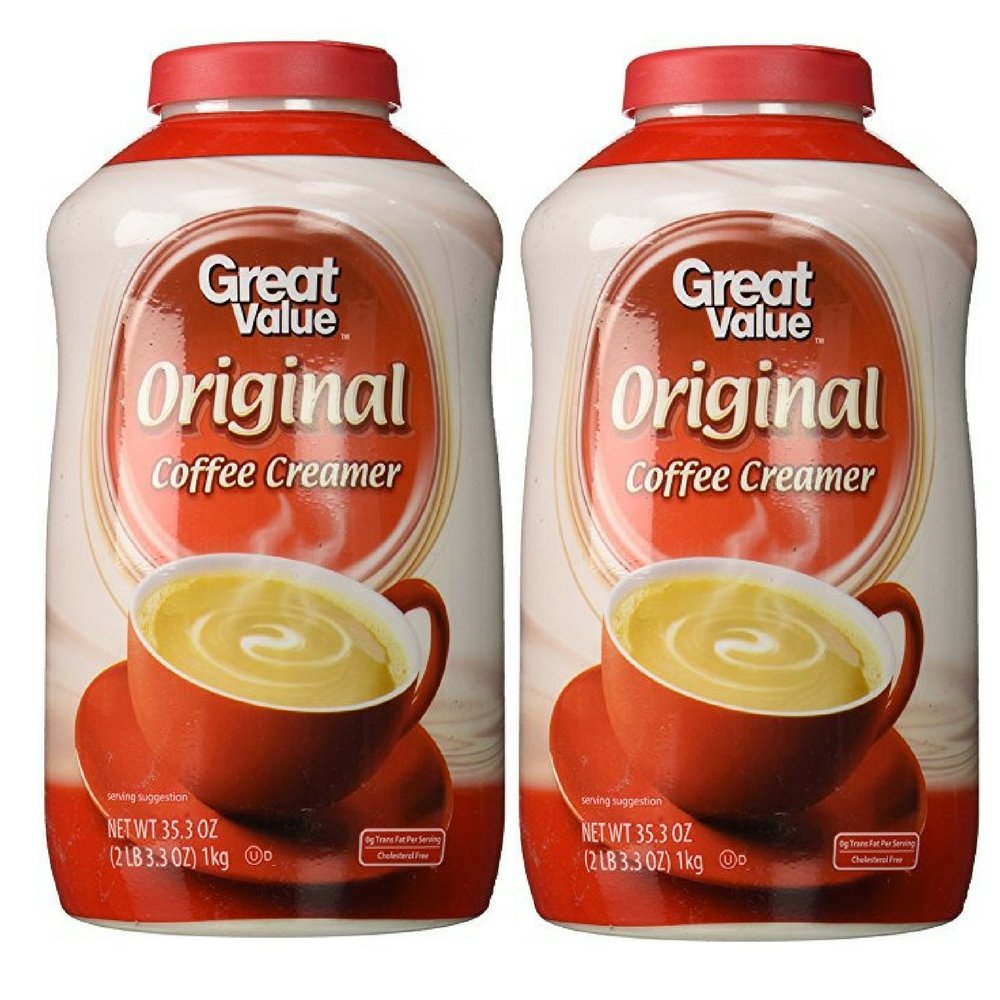 Great
Value
TM
Original
Coffee Creamer
serving suggestion
NET WT 35.3 OZ
(2 LB 3.3 OZ) 1kg
U D
0g Trans Fat Per Serving
Cholesterol Free
Great
Value
TM
Original
Coffee Creamer
serving suggestion
NET WT 35.3 OZ
(2 LB 3.3 OZ) 1kg
U D
0g Trans Fat Per Serving
Cholesterol Free